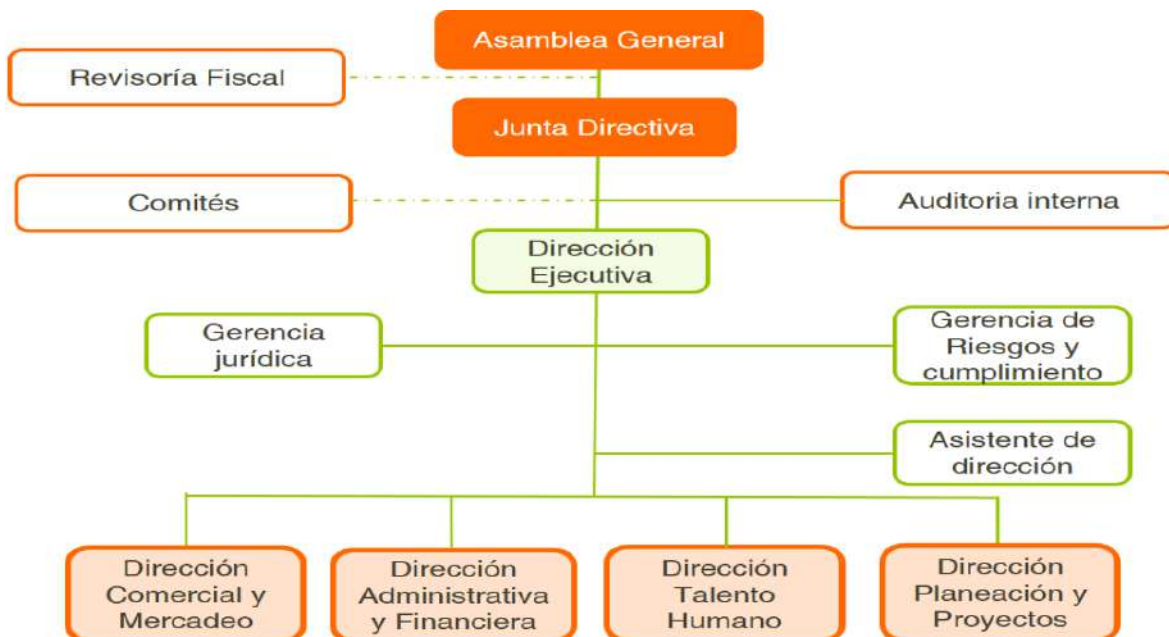 Asamblea General
Revisoría Fiscal
Junta Directiva
Comités
Auditoria interna
Dirección
Ejecutiva
Gerencia
jurídica
Gerencia de
Riesgos y
cumplimiento
Asistente de
dirección
Dirección
Comercial y
Mercadeo
Dirección
Administrativa
y Financiera
Dirección
Talento
Humano
Dirección
Planeación y
Proyectos